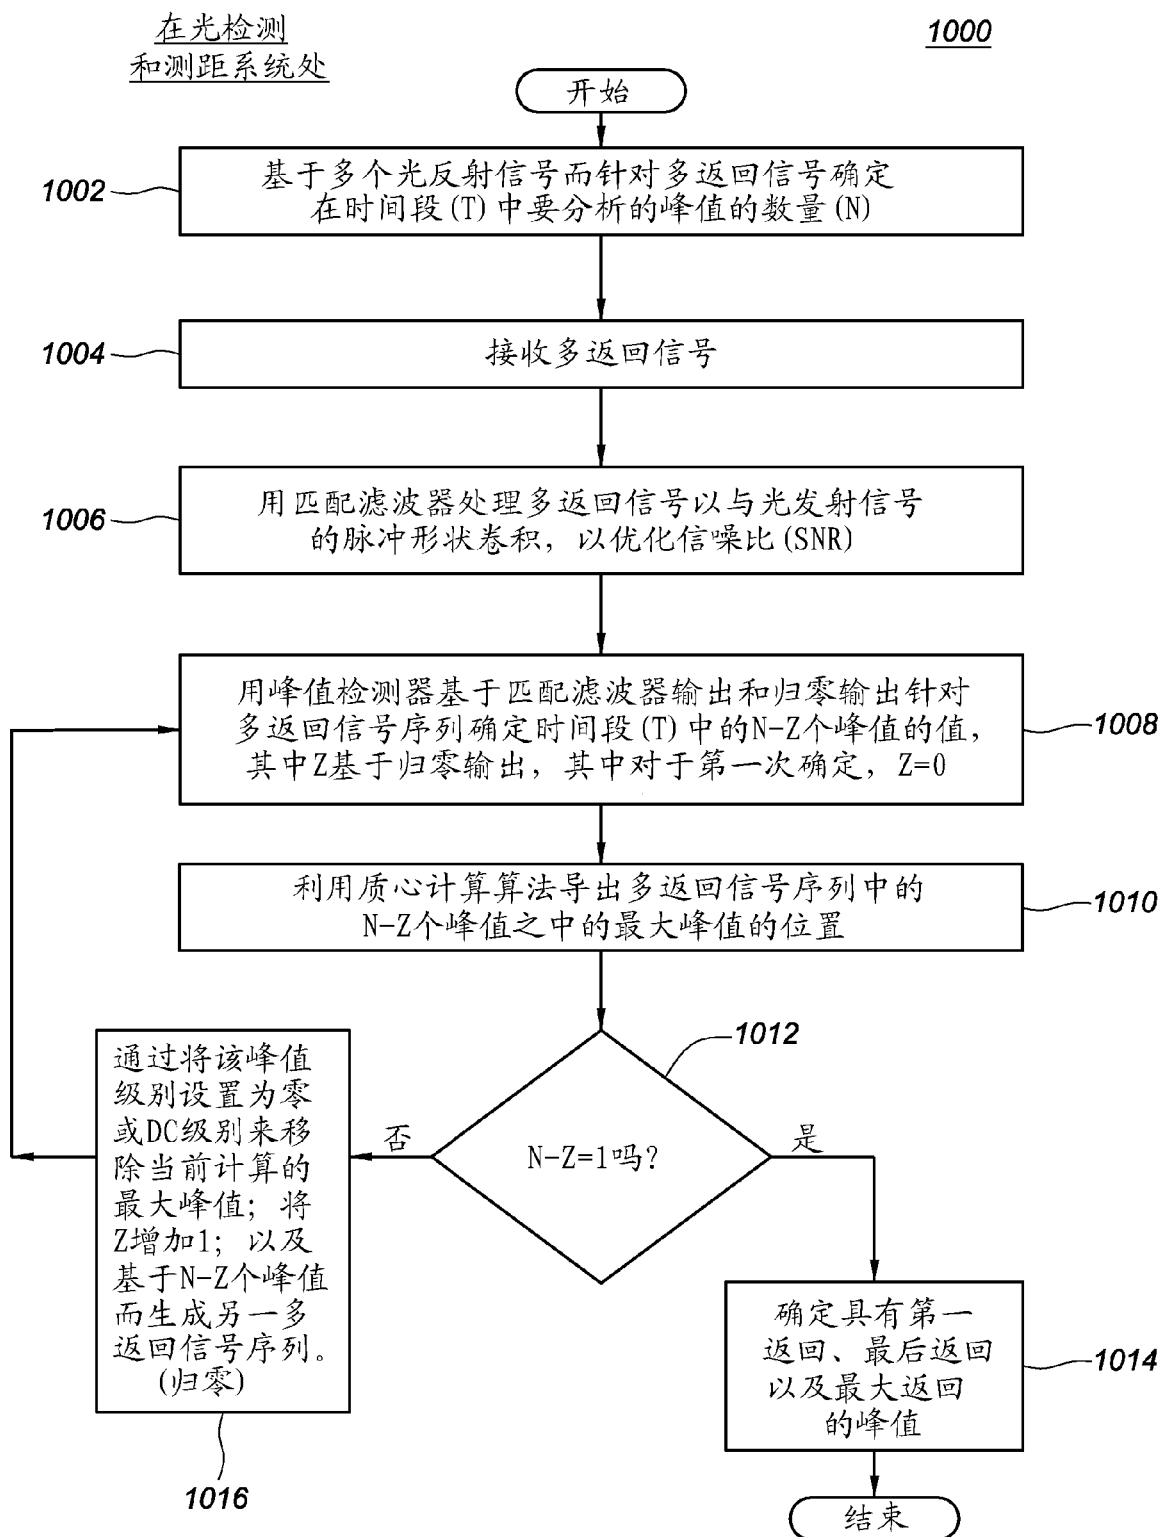 在光检测
和测距系统处
1000
开始
1002
基于多个光反射信号而针对多返回信号确定
在时间段(T)中要分析的峰值的数量(N)
1004
接收多返回信号
1006
用匹配滤波器处理多返回信号以与光发射信号
的脉冲形状卷积，以优化信噪比(SNR)
用峰值检测器基于匹配滤波器输出和归零输出针对
多返回信号序列确定时间段(T)中的N-Z个峰值的值，
其中Z基于归零输出，其中对于第一次确定，Z=0
1008
利用质心计算算法导出多返回信号序列中的
N-Z个峰值之中的最大峰值的位置
1010
1012
N-Z=1吗?
否
是
通过将该峰值
级别设置为零
或DC级别来移
除当前计算的
最大峰值；将
Z增加1；以及
基于N-Z个峰值
而生成另一多
返回信号序列。
(归零)
1016
确定具有第一
返回、最后返回
以及最大返回
的峰值
1014
结束